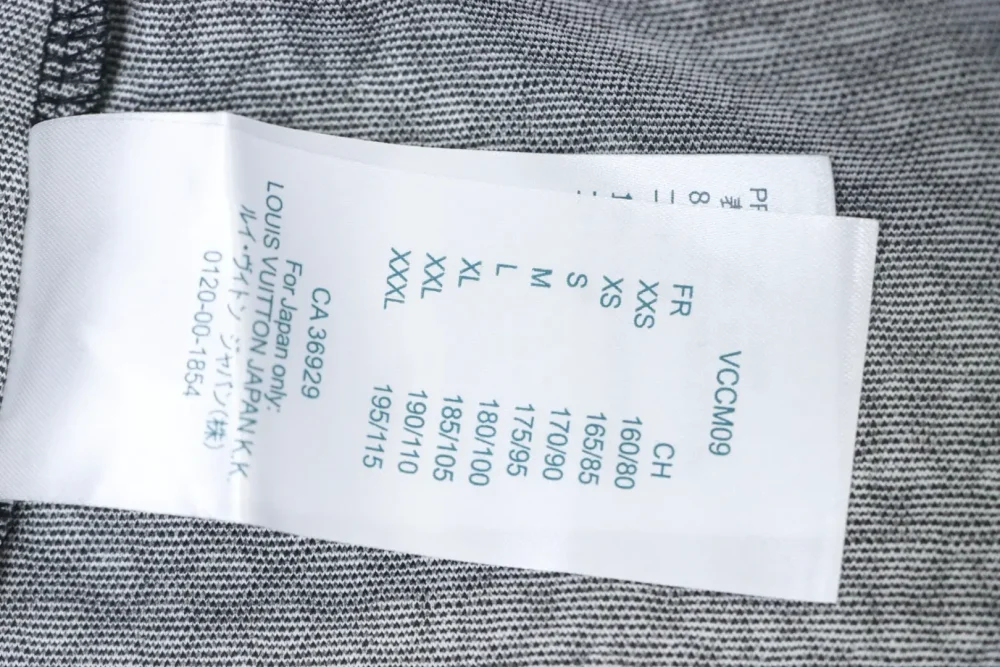 VCCM09
FR CH
XXS 160/80
XS 165/85
S 170/90
M 175/95
L 180/100
XL 185/105
XXL 190/110
XXXL 195/115
CA 36929
For Japan only:
LOUIS VUITTON JAPAN K.K.
ルイ・ヴィトン ジャパン(株)
0120-00-1854